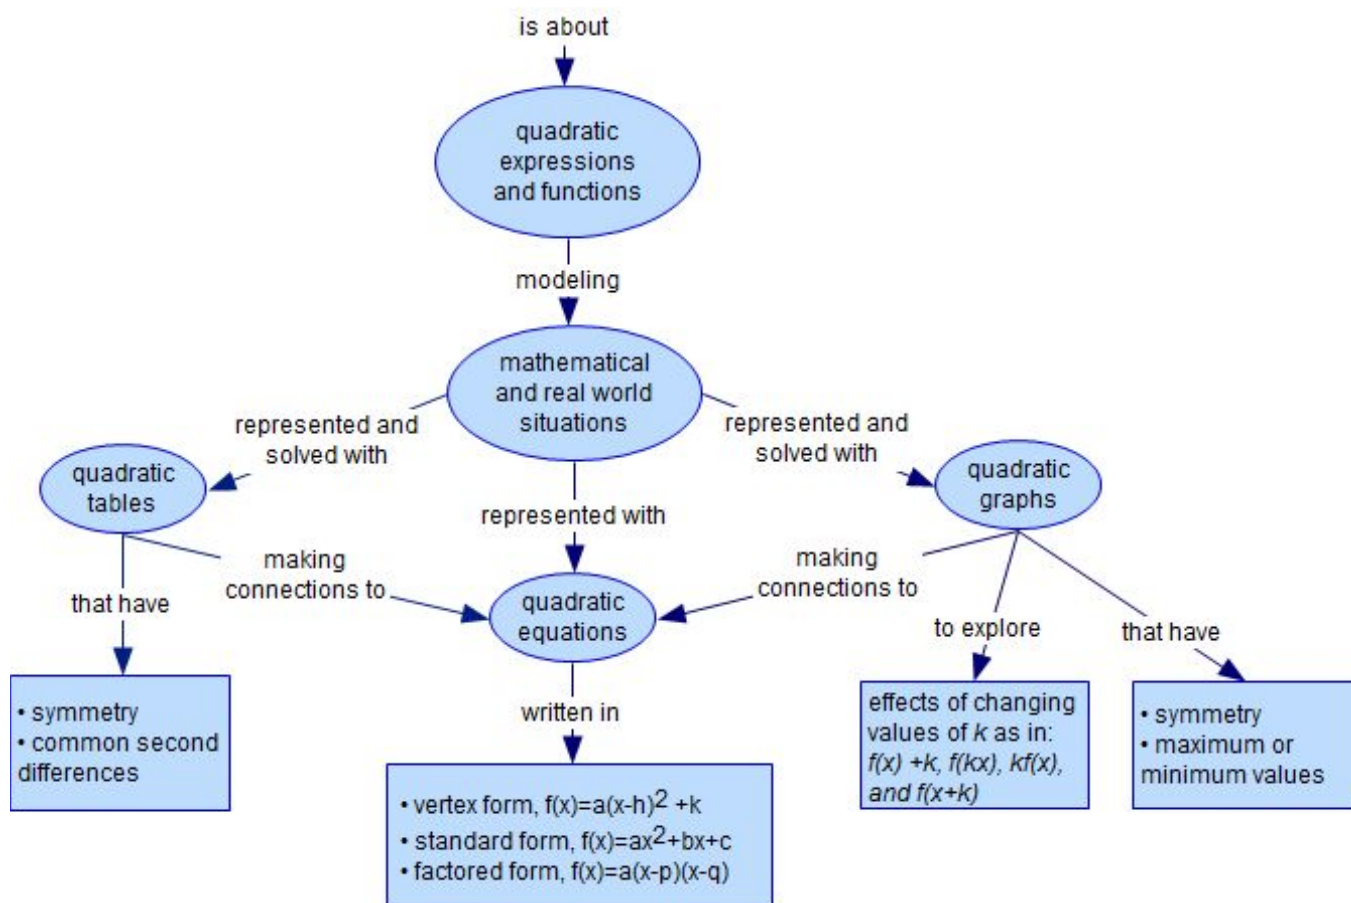 is about
quadratic
expressions
and functions
modeling
mathematical
and real world
situations
represented and
solved with
represented and
solved with
quadratic
tables
represented with
quadratic
graphs
making
connections to
making
connections to
that have
quadratic
equations
to explore
that have
• symmetry
• common second
differences
written in
effects of changing
values of k as in:
f(x) +k, f(kx), kf(x),
and f(x+k)
• symmetry
• maximum or
minimum values
• vertex form, f(x)=a(x-h)² +k
• standard form, f(x)=ax²+bx+c
• factored form, f(x)=a(x-p)(x-q)